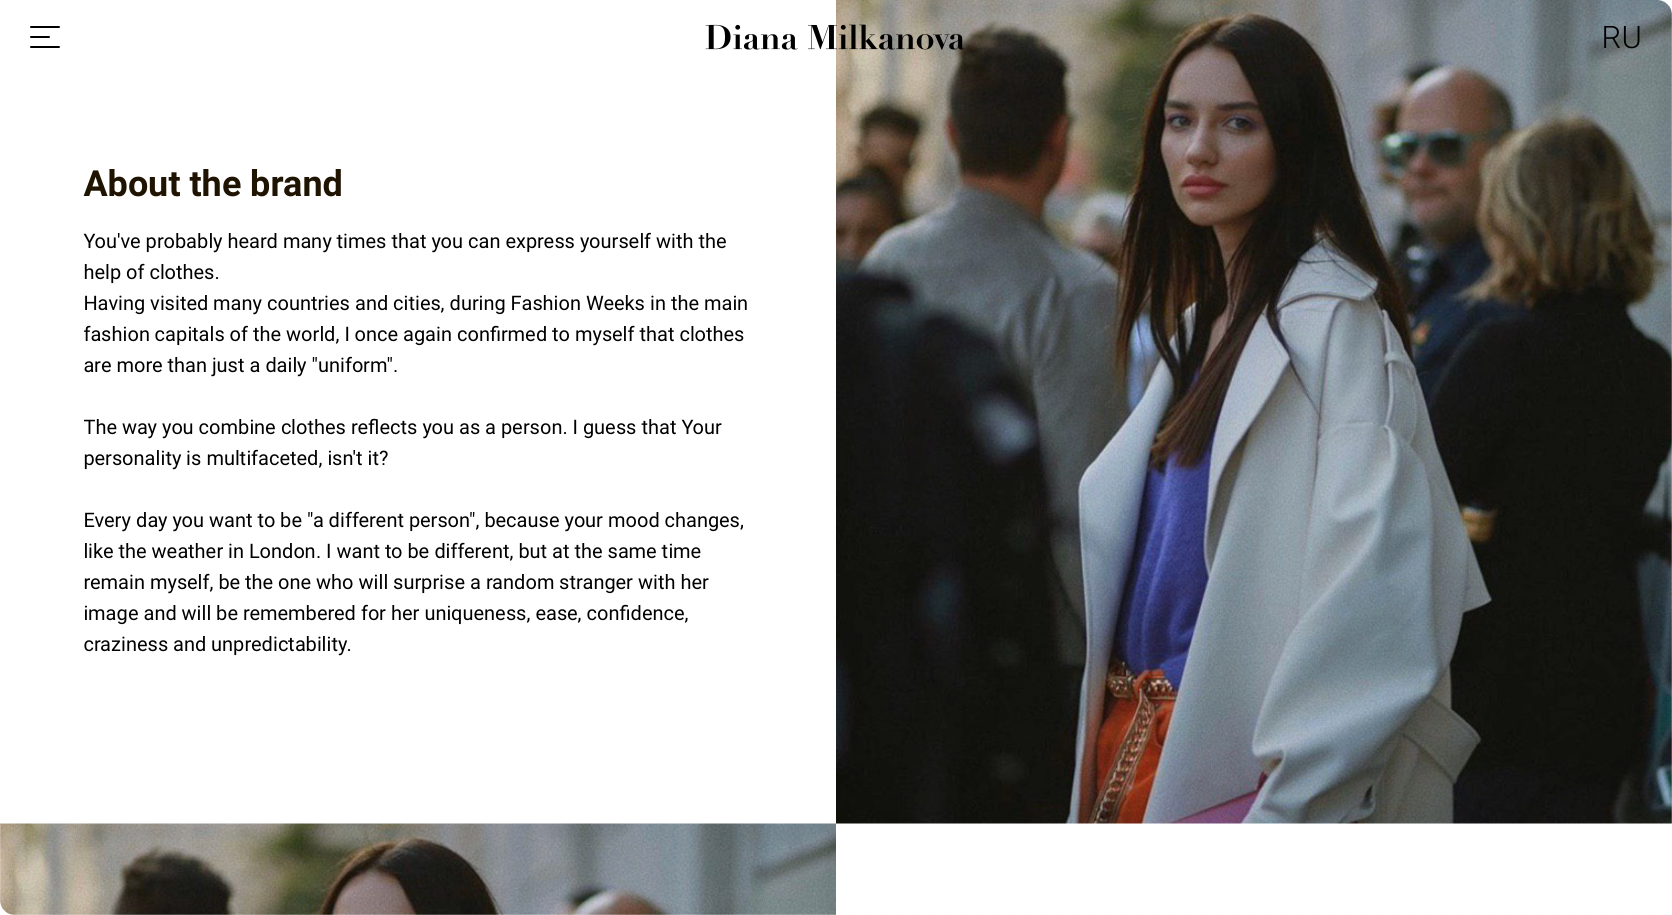 Diana Milkanova
RU
About the brand
You've probably heard many times that you can express yourself with the
help of clothes.
Having visited many countries and cities, during Fashion Weeks in the main
fashion capitals of the world, I once again confirmed to myself that clothes
are more than just a daily "uniform".
The way you combine clothes reflects you as a person. I guess that Your
personality is multifaceted, isn't it?
Every day you want to be "a different person", because your mood changes,
like the weather in London. I want to be different, but at the same time
remain myself, be the one who will surprise a random stranger with her
image and will be remembered for her uniqueness, ease, confidence,
craziness and unpredictability.